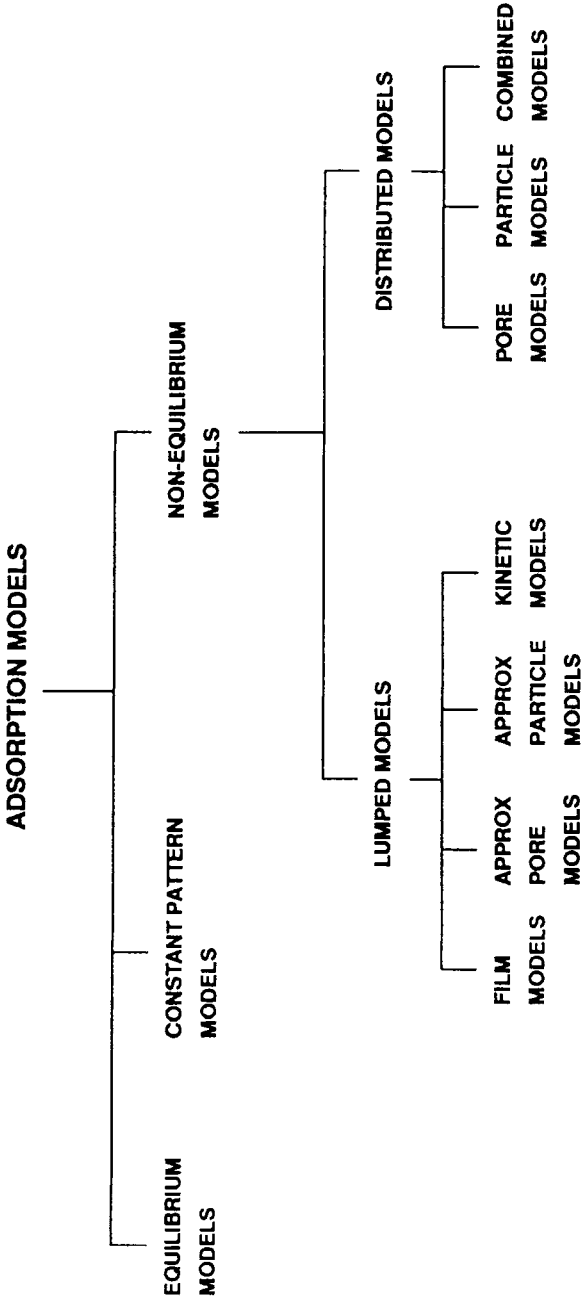 ADSORPTION MODELS
EQUILIBRIUM
MODELS
CONSTANT PATTERN
MODELS
NON-EQUILIBRIUM
MODELS
LUMPED MODELS
DISTRIBUTED MODELS
FILM
MODELS
APPROX
PORE
MODELS
APPROX
PARTICLE
MODELS
KINETIC
MODELS
PORE
MODELS
PARTICLE
MODELS
COMBINED
MODELS